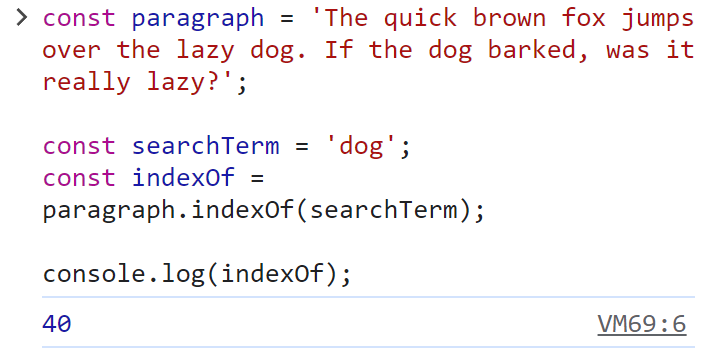 const paragraph = 'The quick brown fox jumps
over the lazy dog. If the dog barked, was it
really lazy?';
const searchTerm = 'dog';
const indexOf =
paragraph.indexOf(searchTerm);
console.log(indexOf);
40 VM69:6